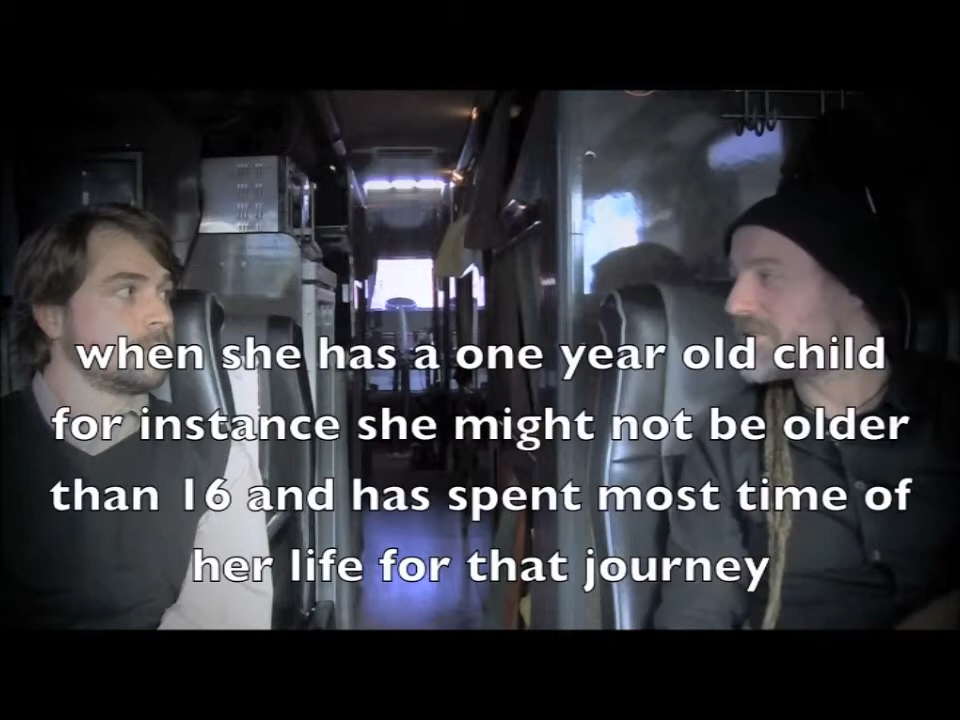 when she has a one year old child
for instance she might not be older
than 16 and has spent most time of
her life for that journey